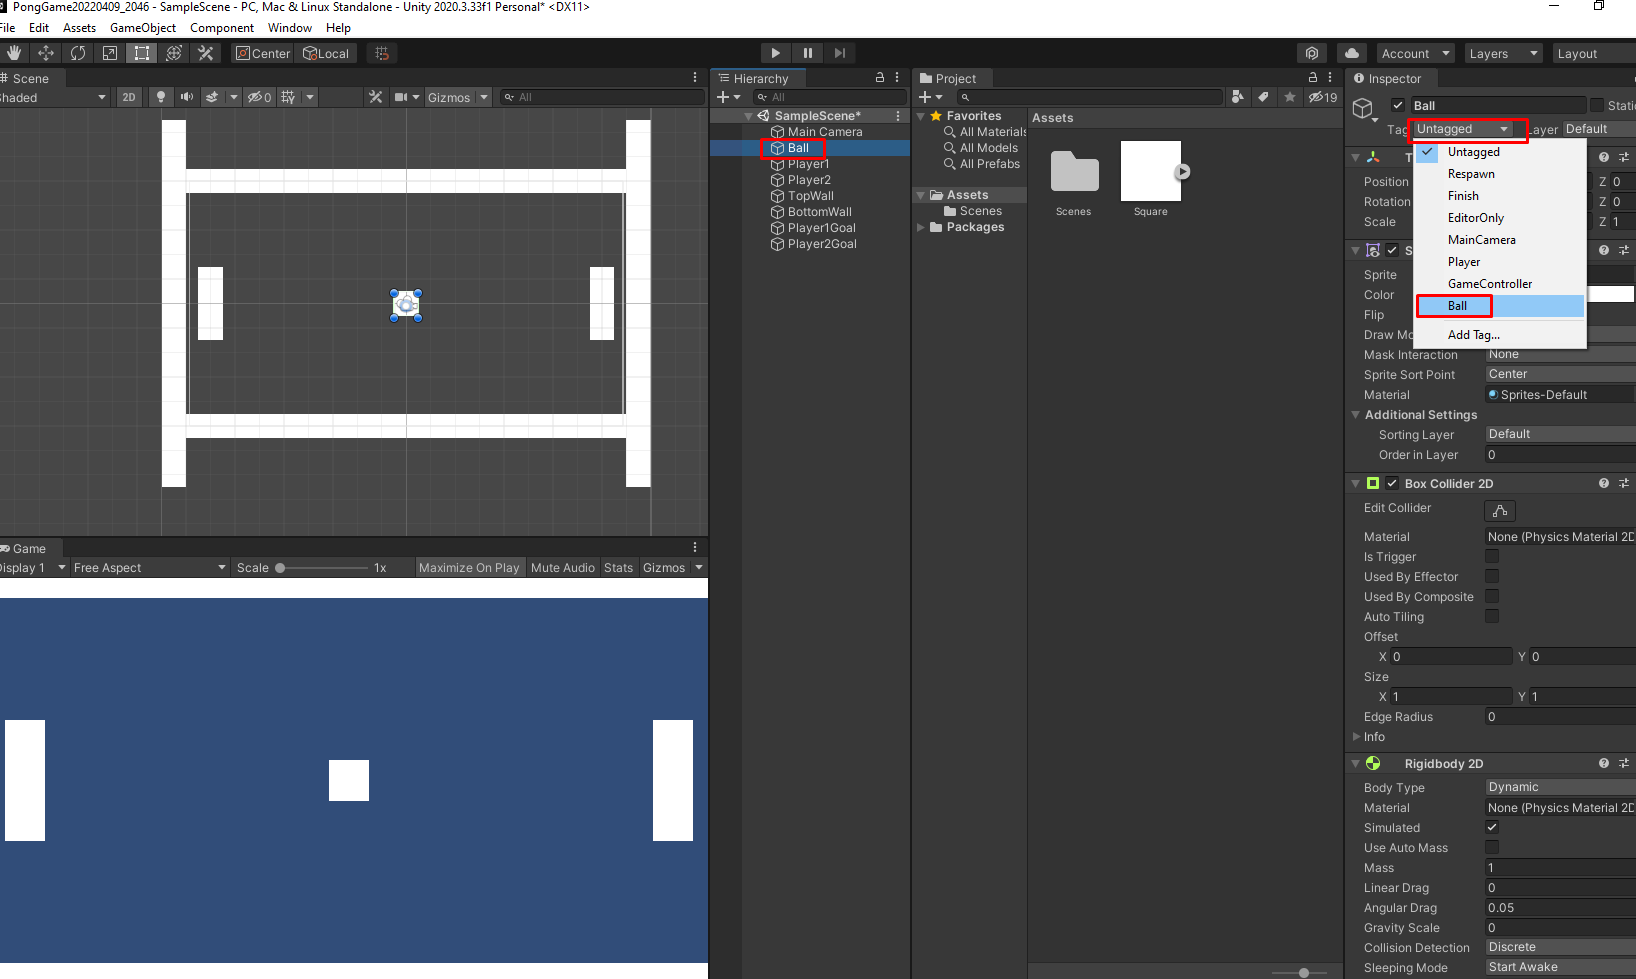 PongGame20220409_2046 - SampleScene - PC, Mac & Linux Standalone - Unity 2020.3.33f1 Personal* <DX11>
File Edit Assets GameObject Component Window Help
Center Local Account Layers Layout
Scene
Shaded 2D 0 Gizmos All
Hierarchy
All
SampleScene*
Main Camera
Ball
Player1
Player2
TopWall
BottomWall
Player1Goal
Player2Goal
Project
19
Favorites
All Materials
All Models
All Prefabs
Assets
Scenes
Packages
Assets
Scenes
Square
Game
Display 1 Free Aspect Scale 1x Maximize On Play Mute Audio Stats Gizmos
Inspector
Ball Static
Tag Untagged Layer Default
Untagged
Respawn
Finish
EditorOnly
MainCamera
Player
GameController
Ball
Add Tag...
T
Position Z 0
Rotation Z 0
Scale Z 1
S
Sprite
Color
Flip
Draw Mo
Mask Interaction None
Sprite Sort Point Center
Material Sprites-Default
Additional Settings
Sorting Layer Default
Order in Layer 0
Box Collider 2D
Edit Collider
Material None (Physics Material 2D
Is Trigger
Used By Effector
Used By Composite
Auto Tiling
Offset
X 0 Y 0
Size
X 1 Y 1
Edge Radius 0
Info
Rigidbody 2D
Body Type Dynamic
Material None (Physics Material 2D
Simulated
Use Auto Mass
Mass 1
Linear Drag 0
Angular Drag 0.05
Gravity Scale 0
Collision Detection Discrete
Sleeping Mode Start Awake